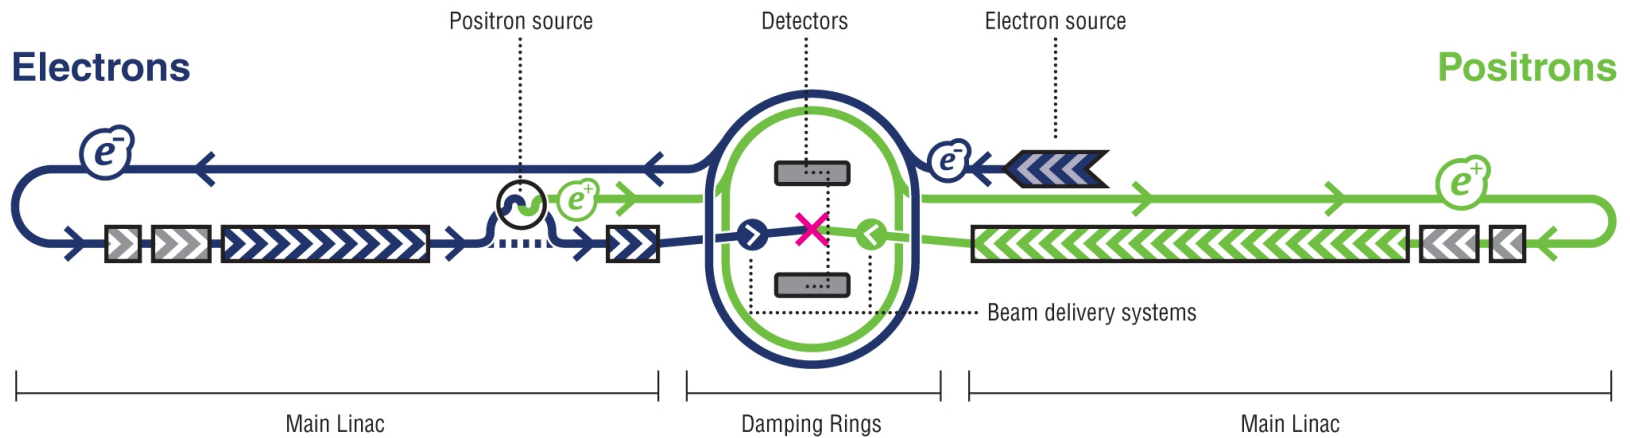 Positron source
Detectors
Electron source
Electrons
Positrons
e-
e-
e+
e+
Beam delivery systems
Main Linac
Damping Rings
Main Linac